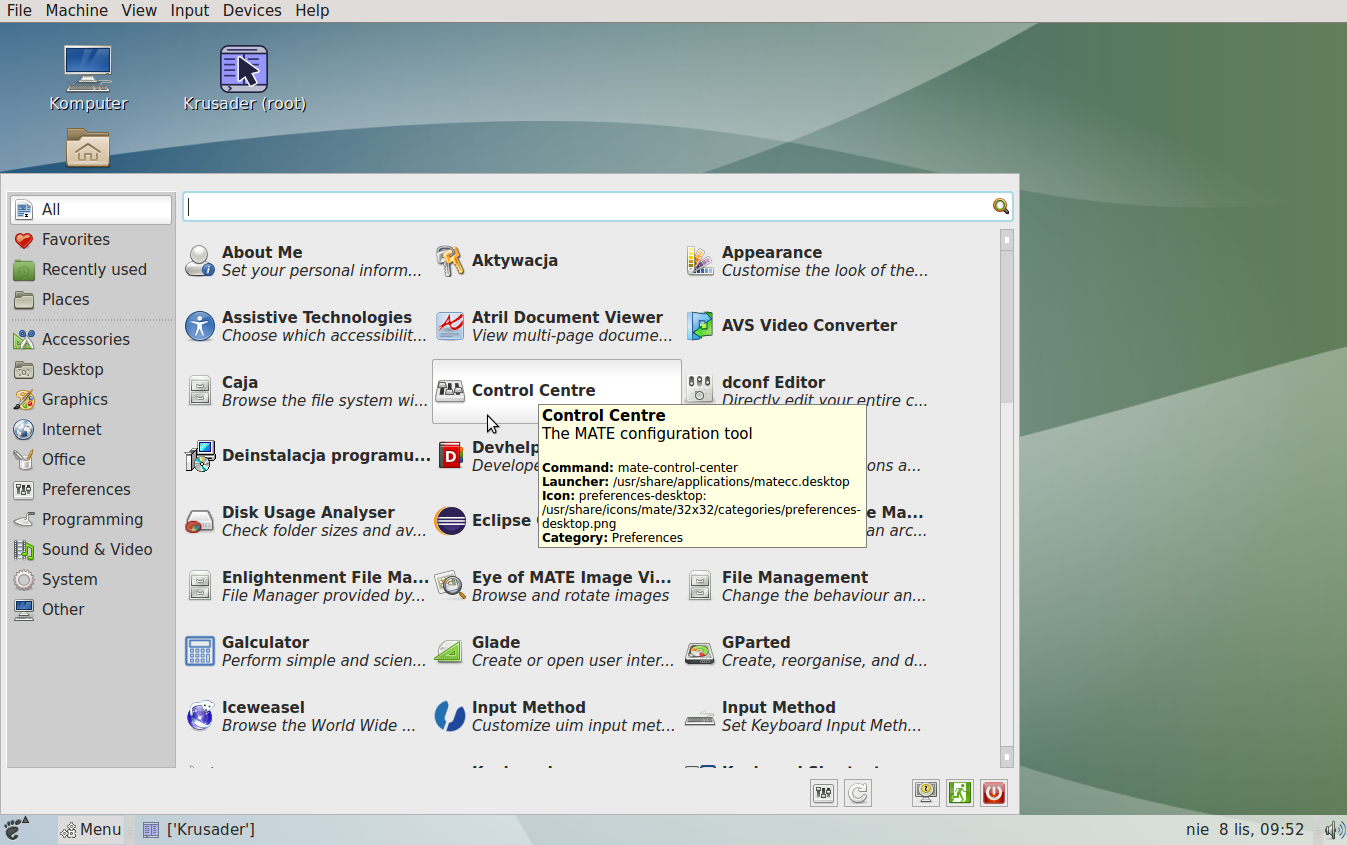 File Machine View Input Devices Help
Komputer
Krusader (root)
All
Favorites
Recently used
Places
Accessories
Desktop
Graphics
Internet
Office
Preferences
Programming
Sound & Video
System
Other
About Me
Set your personal inform...
Aktywacja
Appearance
Customise the look of the...
Assistive Technologies
Choose which accessibilit...
Atril Document Viewer
View multi-page docume...
AVS Video Converter
Caja
Browse the file system wi...
Control Centre
dconf Editor
Directly edit your entire c...
Deinstalacja programu...
Devhelp
Develope
ons a...
Control Centre
The MATE configuration tool
Command: mate-control-center
Launcher: /usr/share/applications/matecc.desktop
Icon: preferences-desktop:
/usr/share/icons/mate/32x32/categories/preferences-
desktop.png
Category: Preferences
Disk Usage Analyser
Check folder sizes and av...
Eclipse
e Ma...
an arc...
Enlightenment File Ma...
File Manager provided by...
Eye of MATE Image Vi...
Browse and rotate images
File Management
Change the behaviour an...
Galculator
Perform simple and scien...
Glade
Create or open user inter...
GParted
Create, reorganise, and d...
Iceweasel
Browse the World Wide ...
Input Method
Customize uim input met...
Input Method
Set Keyboard Input Meth...
Menu
['Krusader']
nie 8 lis, 09:52